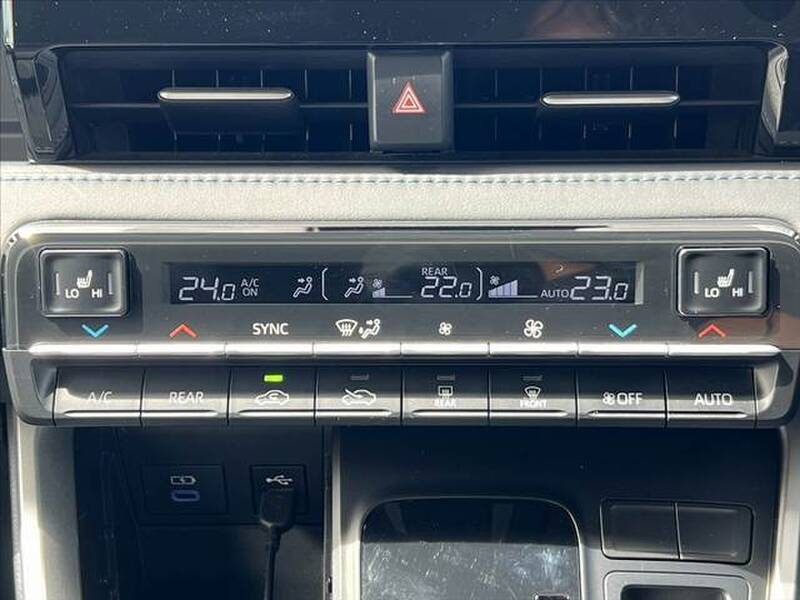 LO HI
24.0 A/C ON
REAR 22.0
AUTO 23.0
LO HI
SYNC
A/C
REAR
REAR
FRONT
OFF
AUTO